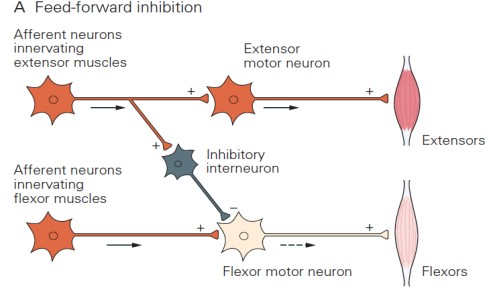 A Feed-forward inhibition
Afferent neurons
innervating
extensor muscles
Extensor
motor neuron
+
+
Extensors
+
Inhibitory
interneuron
Afferent neurons
innervating
flexor muscles
–
+
+
Flexor motor neuron
Flexors